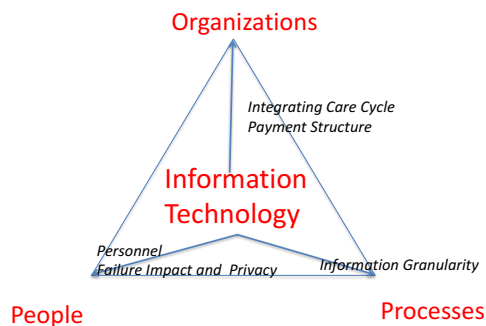 Organizations
Integrating Care Cycle
Payment Structure
Information
Technology
Personnel
Failure Impact and Privacy
Information Granularity
People
Processes